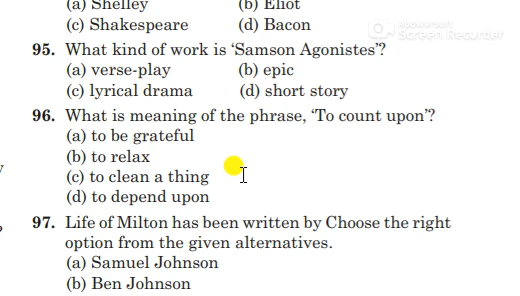 (a) Shelley (b) Eliot
(c) Shakespeare (d) Bacon
95. What kind of work is ‘Samson Agonistes’?
(a) verse-play (b) epic
(c) lyrical drama (d) short story
96. What is meaning of the phrase, ‘To count upon’?
(a) to be grateful
(b) to relax
(c) to clean a thing
(d) to depend upon
97. Life of Milton has been written by Choose the right
option from the given alternatives.
(a) Samuel Johnson
(b) Ben Johnson
Apowersoft
Screen Recorder